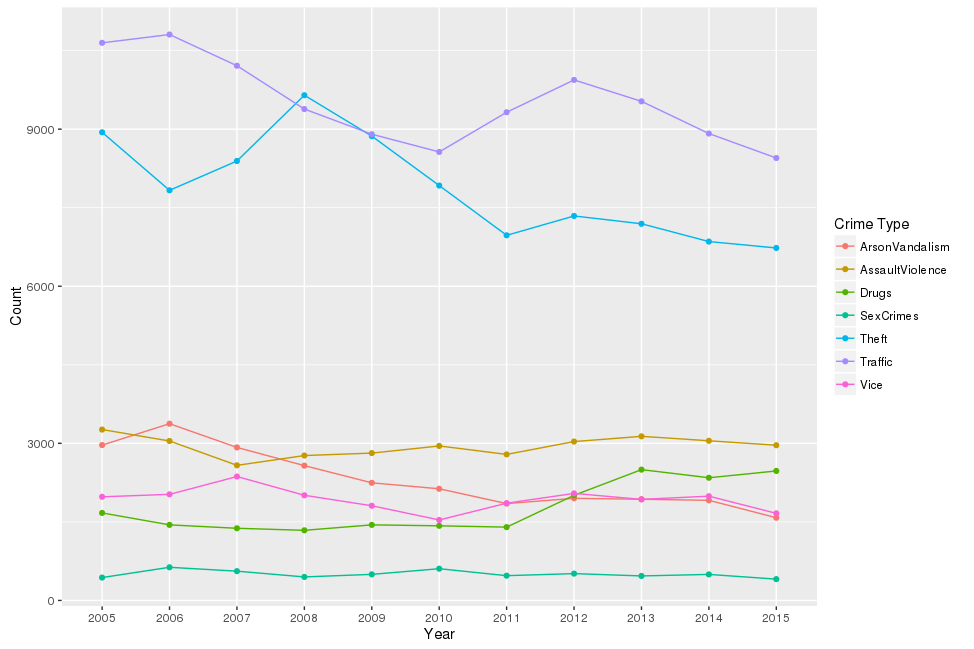 9000
6000
3000
0
Count
2005 2006 2007 2008 2009 2010 2011 2012 2013 2014 2015
Year
Crime Type
ArsonVandalism
AssaultViolence
Drugs
SexCrimes
Theft
Traffic
Vice